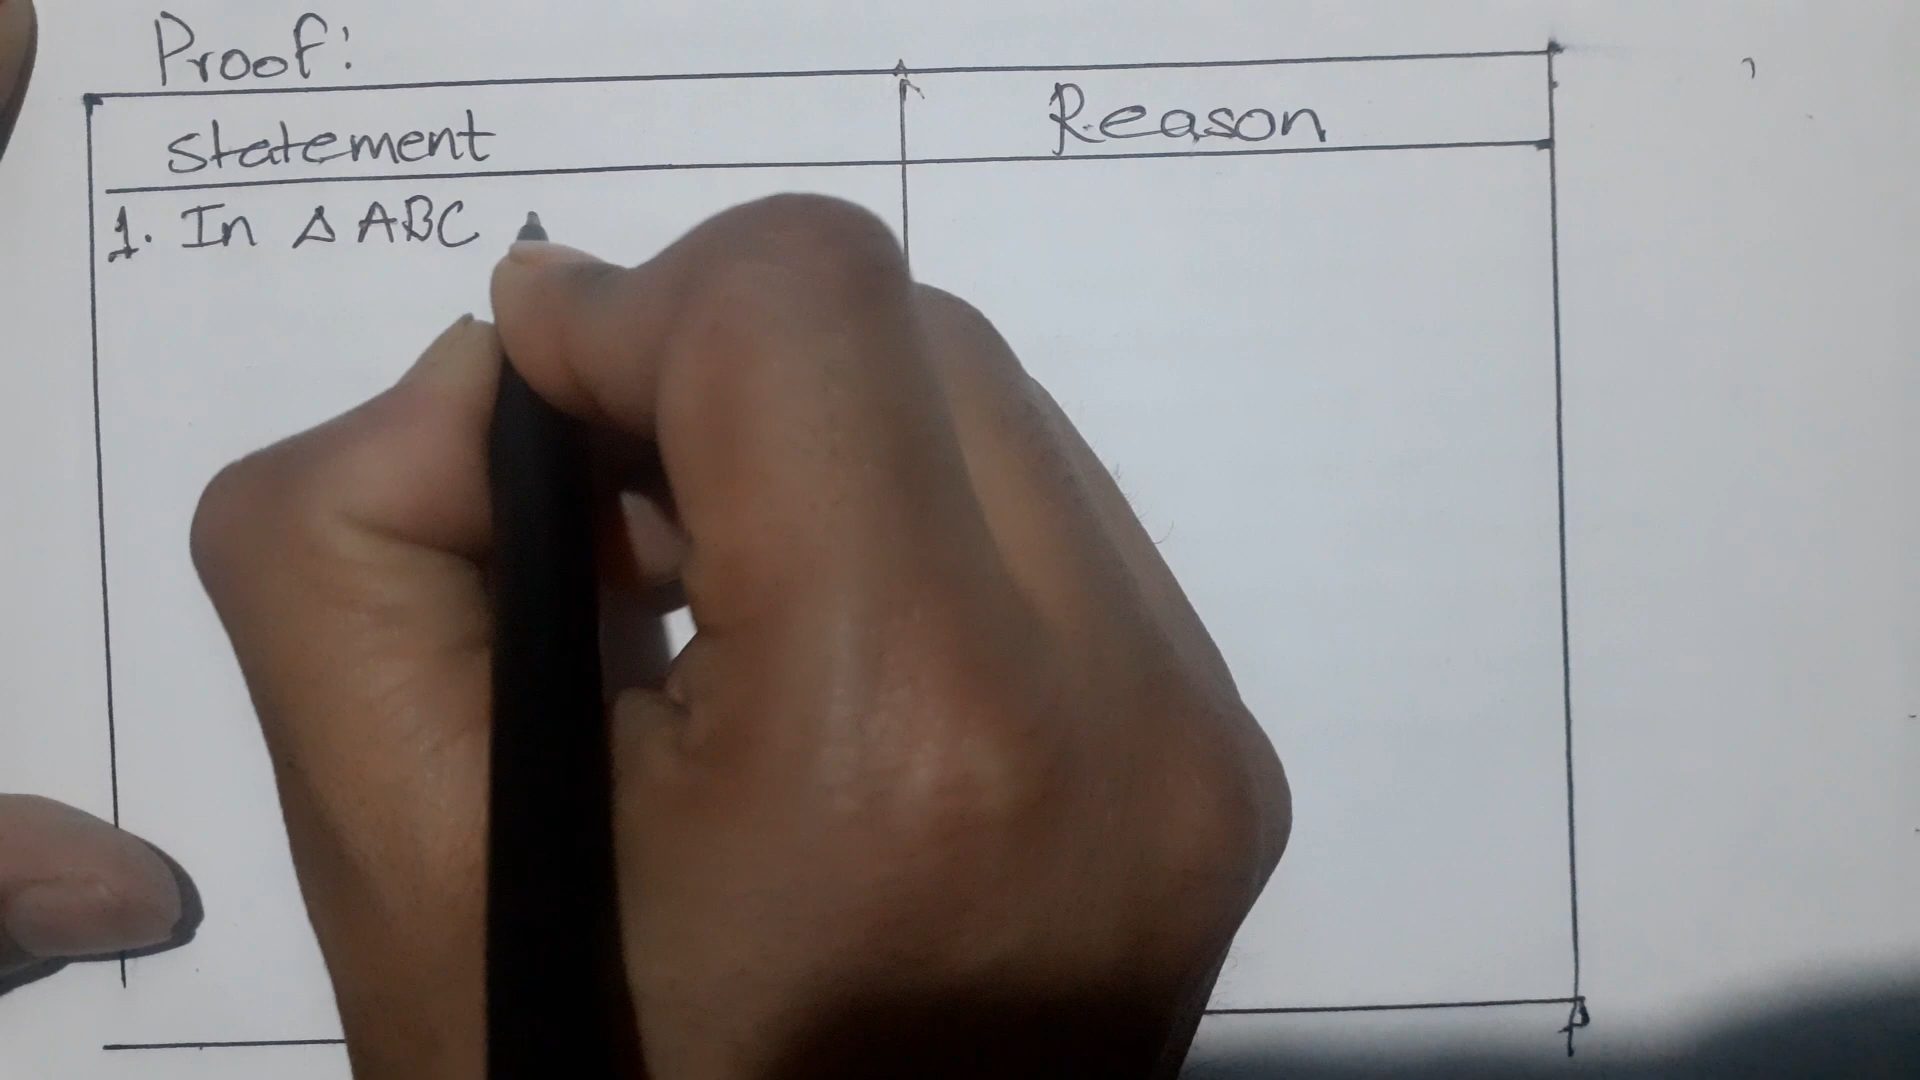 Proof:
statement
Reason
1. In Δ ABC